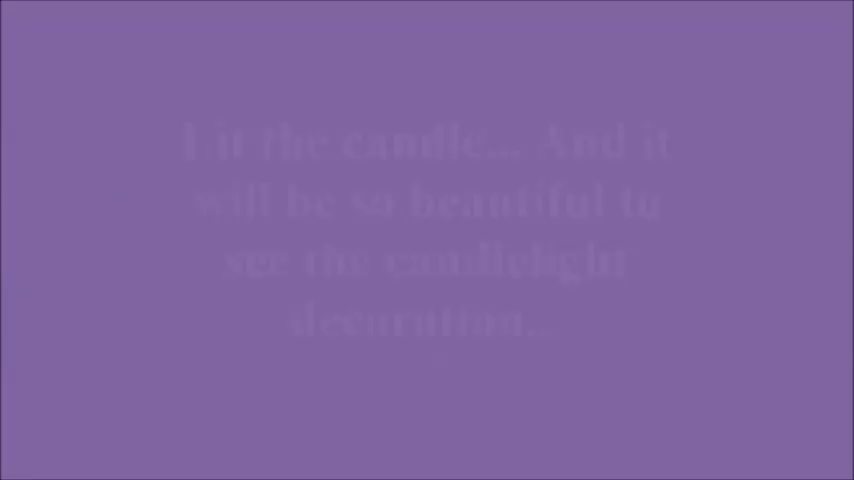 Lit the candle... And it
will be so beautiful to
see the candlelight
decoration..